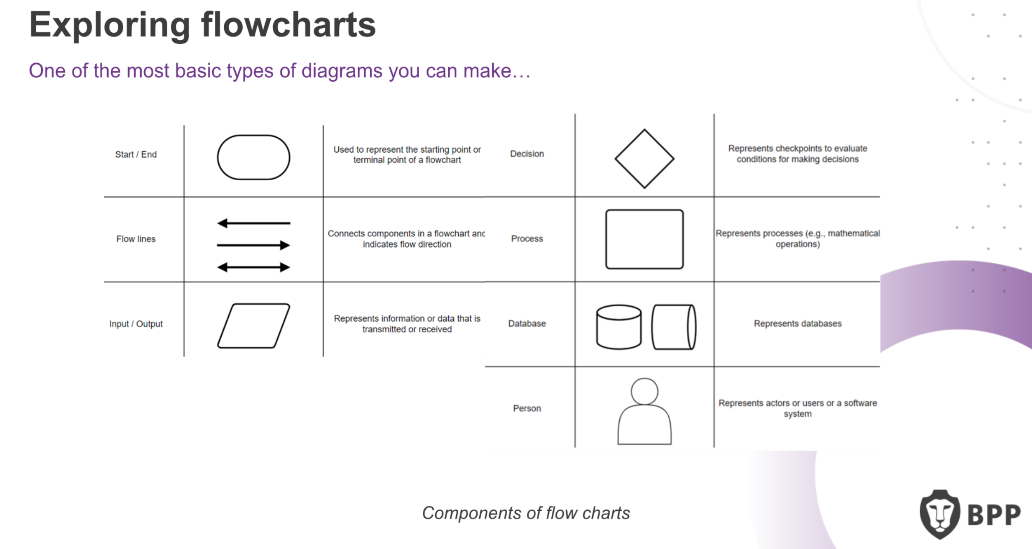 Exploring flowcharts
One of the most basic types of diagrams you can make…
Start / End
Used to represent the starting point or
terminal point of a flowchart
Flow lines
Connects components in a flowchart and
indicates flow direction
Input / Output
Represents information or data that is
transmitted or received
Decision
Represents checkpoints to evaluate
conditions for making decisions
Process
Represents processes (e.g., mathematical
operations)
Database
Represents databases
Person
Represents actors or users or a software
system
Components of flow charts
BPP